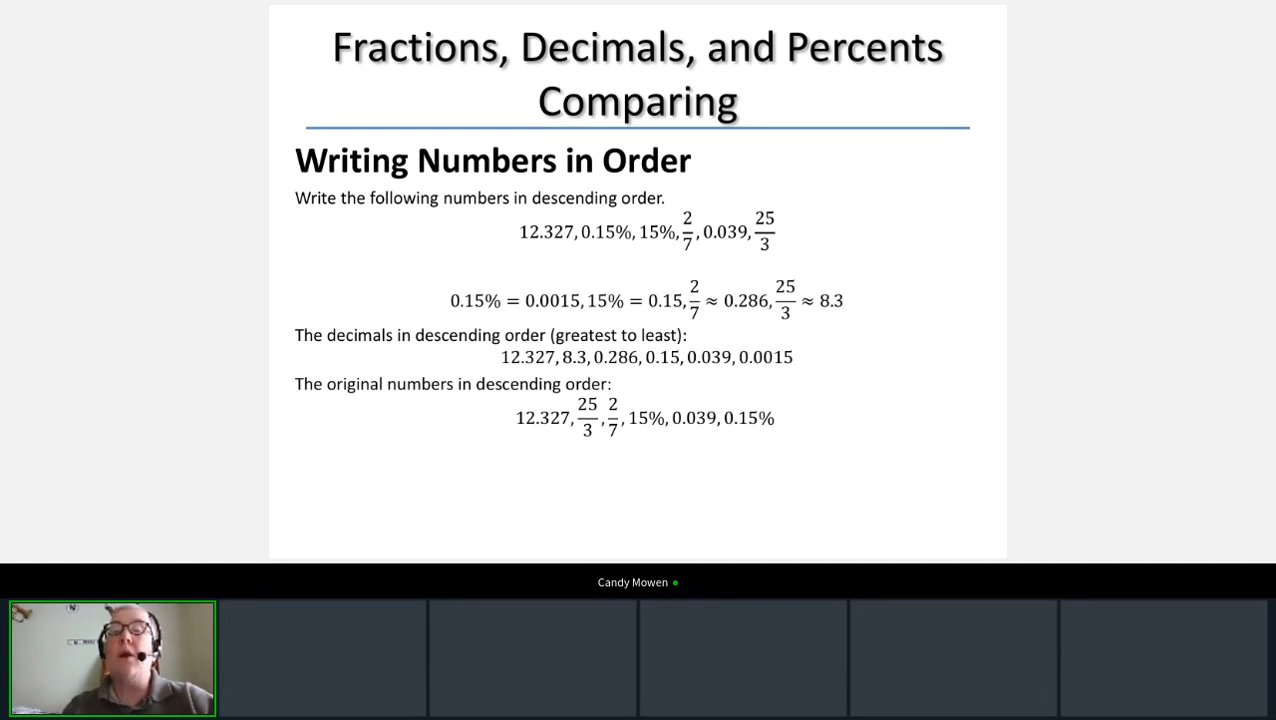 Fractions, Decimals, and Percents
Comparing
Writing Numbers in Order
Write the following numbers in descending order.
12.327, 0.15%, 15%, 2/7, 0.039, 25/3
0.15% = 0.0015, 15% = 0.15, 2/7 ≈ 0.286, 25/3 ≈ 8.3
The decimals in descending order (greatest to least):
12.327, 8.3, 0.286, 0.15, 0.039, 0.0015
The original numbers in descending order:
12.327, 25/3, 2/7, 15%, 0.039, 0.15%
Candy Mowen